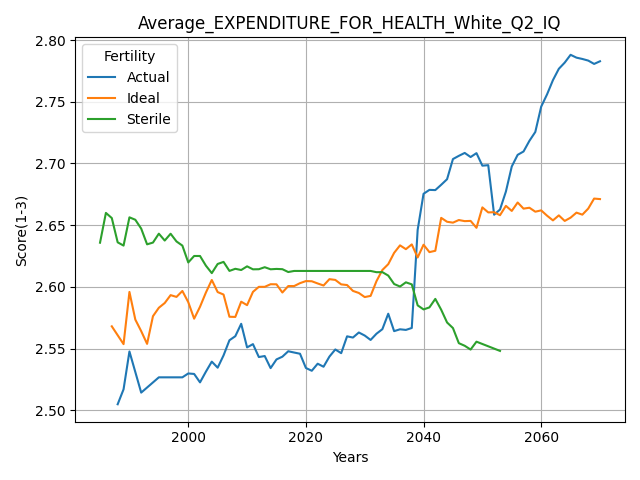 Average_EXPENDITURE_FOR_HEALTH_White_Q2_IQ
2.80
2.75
2.70
2.65
2.60
2.55
2.50
Score(1-3)
Fertility
Actual
Ideal
Sterile
2000 2020 2040 2060
Years